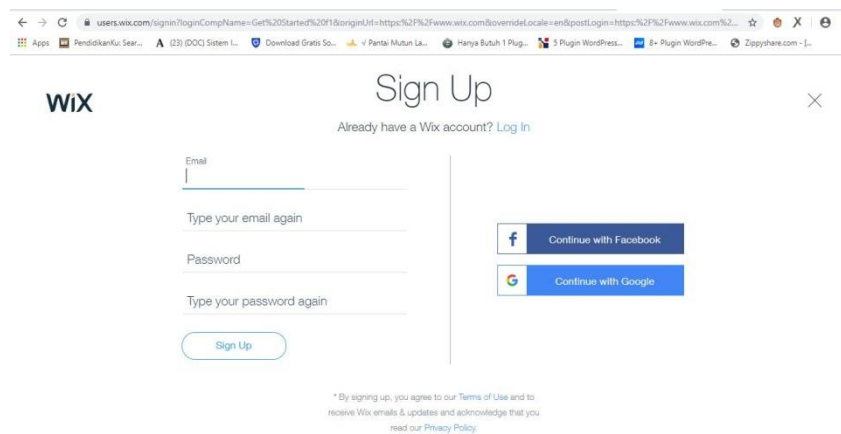 users.wix.com/signin?loginCompName=Get%20Started%20f1&originUrl=https:%2F%2Fwww.wix.com&overrideLocale=en&postLogin=https:%2F%2Fwww.wix.com%2...
Apps PendidikanKu: Sear... (23) (DOC) Sistem I... Download Gratis So... √ Pantai Mutun La... Hanya Butuh 1 Plug... 5 Plugin WordPress... 8+ Plugin WordPre... Zippyshare.com - [...
WiX
Sign Up
Already have a Wix account? Log In
Email
Type your email again
Password
Type your password again
Sign Up
Continue with Facebook
Continue with Google
* By signing up, you agree to our Terms of Use and to
receive Wix emails & updates and acknowledge that you
read our Privacy Policy.